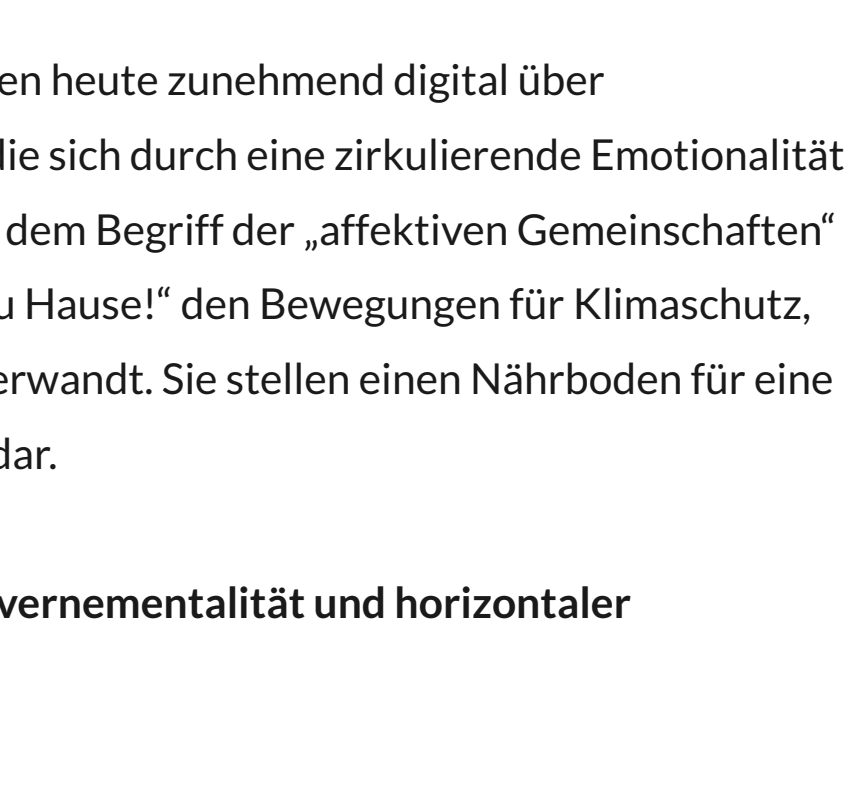 en heute zunehmend digital über
die sich durch eine zirkulierende Emotionalität
dem Begriff der „affektiven Gemeinschaften“
u Hause!“ den Bewegungen für Klimaschutz,
erwandt. Sie stellen einen Nährboden für eine
dar.
vernementalität und horizontaler